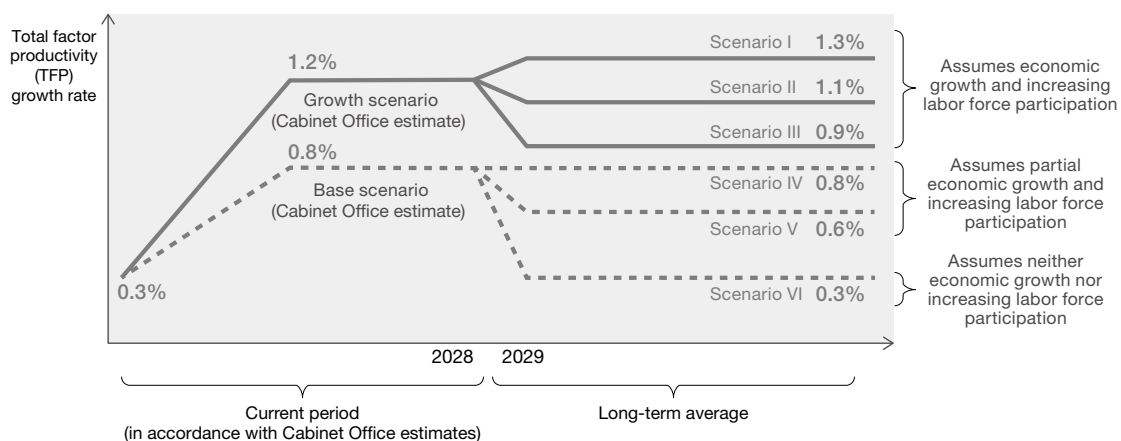 Total factor
productivity
(TFP)
growth rate
1.2%
Growth scenario
(Cabinet Office estimate)
0.8%
Base scenario
(Cabinet Office estimate)
0.3%
Scenario I 1.3%
Scenario II 1.1%
Scenario III 0.9%
Scenario IV 0.8%
Scenario V 0.6%
Scenario VI 0.3%
Assumes economic
growth and increasing
labor force participation
Assumes partial
economic growth and
increasing labor force
participation
Assumes neither
economic growth nor
increasing labor force
participation
2028 2029
Current period
(in accordance with Cabinet Office estimates)
Long-term average